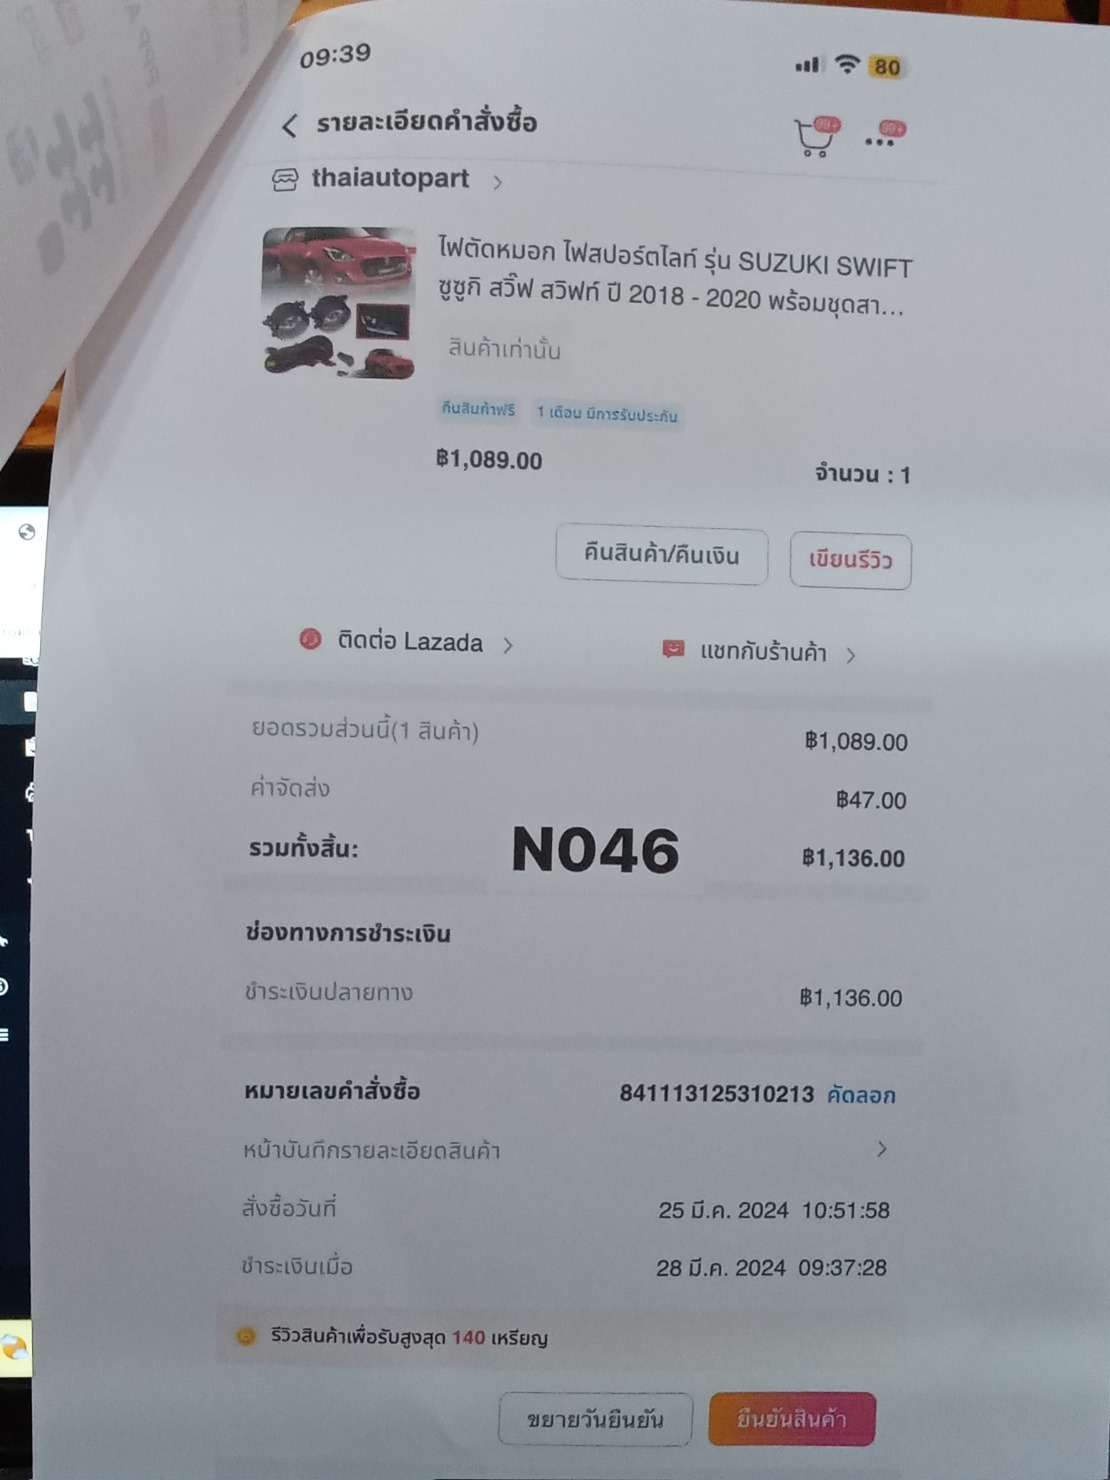 09:39
80
รายละเอียดคำสั่งซื้อ
99+
99+
thaiautopart
ไฟตัดหมอก ไฟสปอร์ตไลท์ รุ่น SUZUKI SWIFT
ซูซูกิ สวิ๊ฟ สวิฟท์ ปี 2018 - 2020 พร้อมชุดสา...
สินค้าเท่านั้น
คืนสินค้าฟรี 1 เดือน มีการรับประกัน
฿1,089.00
จำนวน : 1
คืนสินค้า/คืนเงิน
เขียนรีวิว
ติดต่อ Lazada
แชทกับร้านค้า
ยอดรวมส่วนนี้(1 สินค้า) ฿1,089.00
ค่าจัดส่ง ฿47.00
รวมทั้งสิ้น: NO46 ฿1,136.00
ช่องทางการชำระเงิน
ชำระเงินปลายทาง ฿1,136.00
หมายเลขคำสั่งซื้อ 841113125310213 คัดลอก
หน้าบันทึกรายละเอียดสินค้า
สั่งซื้อวันที่ 25 มี.ค. 2024 10:51:58
ชำระเงินเมื่อ 28 มี.ค. 2024 09:37:28
รีวิวสินค้าเพื่อรับสูงสุด 140 เหรียญ
ขยายวันยืนยัน
ยืนยันสินค้า